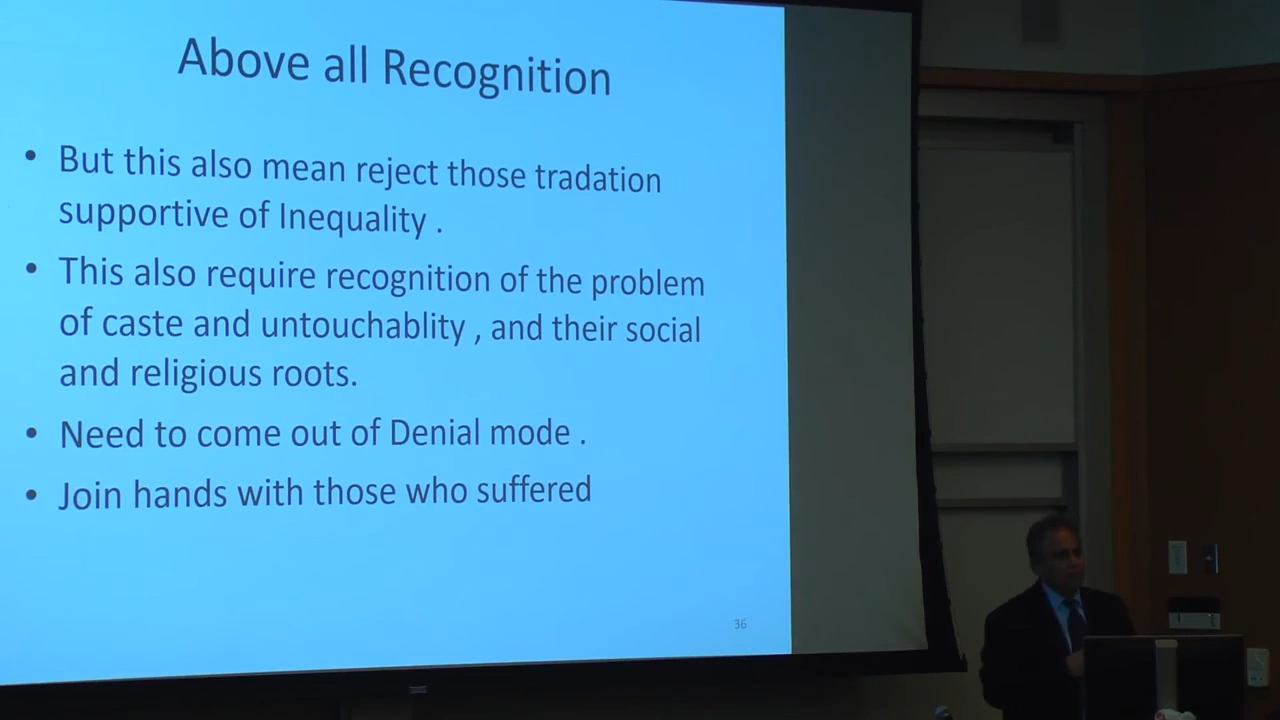 Above all Recognition
• But this also mean reject those tradation
supportive of Inequality .
• This also require recognition of the problem
of caste and untouchablity , and their social
and religious roots.
• Need to come out of Denial mode .
• Join hands with those who suffered
36